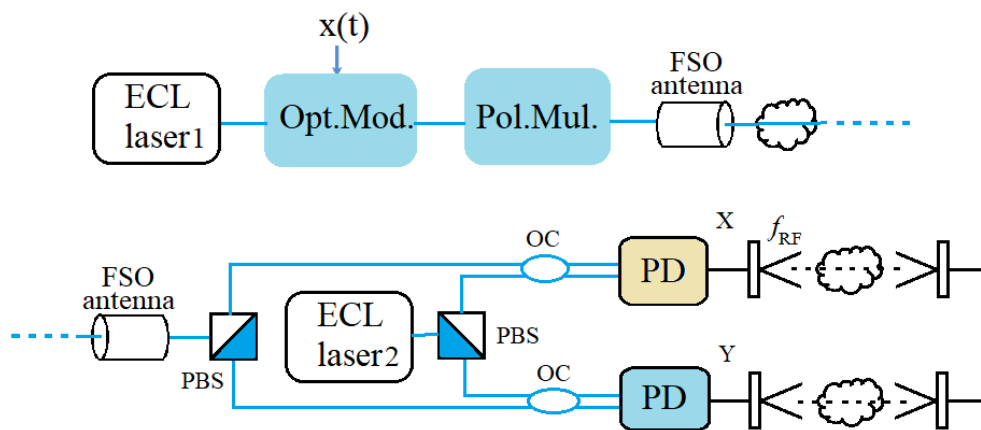 x(t)
ECL
laser1
Opt.Mod.
Pol.Mul.
FSO
antenna
FSO
antenna
PBS
ECL
laser2
PBS
OC
OC
PD
PD
X
f_RF
Y